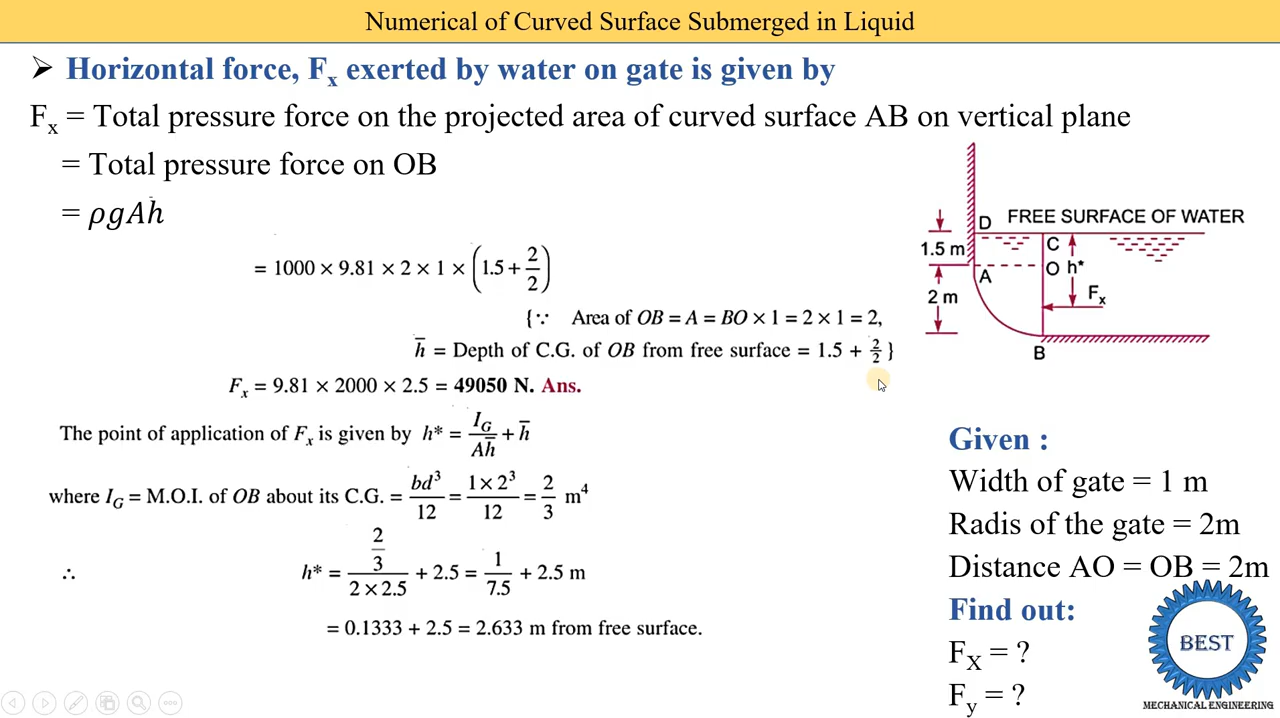 Numerical of Curved Surface Submerged in Liquid
➢ Horizontal force, Fₓ exerted by water on gate is given by
Fₓ = Total pressure force on the projected area of curved surface AB on vertical plane
= Total pressure force on OB
= ρgAh̄
= 1000 × 9.81 × 2 × 1 × (1.5 + 2/2)
{∵ Area of OB = A = BO × 1 = 2 × 1 = 2,
h̄ = Depth of C.G. of OB from free surface = 1.5 + 2/2 }
Fₓ = 9.81 × 2000 × 2.5 = 49050 N. Ans.
The point of application of Fₓ is given by h* = I_G/Ah̄ + h̄
where I_G = M.O.I. of OB about its C.G. = bd³/12 = 1 × 2³/12 = 2/3 m⁴
∴ h* = (2/3)/(2 × 2.5) + 2.5 = 1/7.5 + 2.5 m
= 0.1333 + 2.5 = 2.633 m from free surface.
D FREE SURFACE OF WATER
1.5 m
C
A
O h*
2 m
Fₓ
B
Given :
Width of gate = 1 m
Radis of the gate = 2m
Distance AO = OB = 2m
Find out:
F_X = ?
F_y = ?
BEST
MECHANICAL ENGINEERING